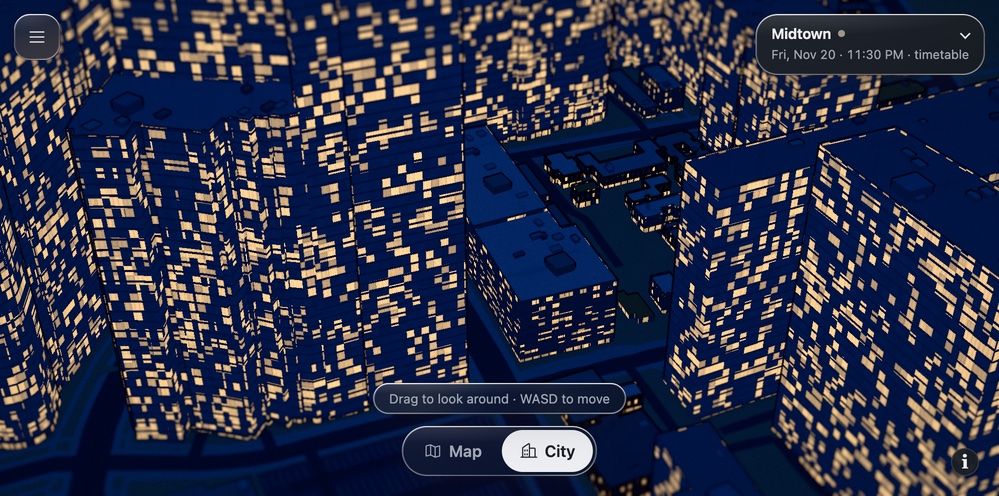 Midtown
Fri, Nov 20 · 11:30 PM · timetable
Drag to look around · WASD to move
Map
City
i